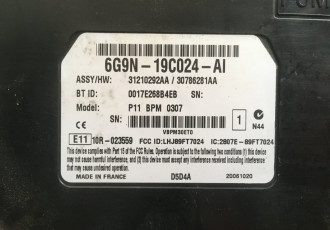 6G9N-19C024-AI
ASSY/HW: 31210292AA / 30786281AA
BT ID: 0017E268B4EB SN:
Model: P11 BPM 0307
VBPM30ET0
SN: 1 N44
E11 10R-023559 FCC ID:LHJ89FT7024 IC:2807E-89FT7024
This device complies with Part 15 of the FCC Rules. Operation is subject to the following two conditions:
(1) this device may not cause harmful interference, and
(2) this device must accept any interference received, including interference that may cause undesired operation.
MADE IN FRANCE D5D4A 20061020